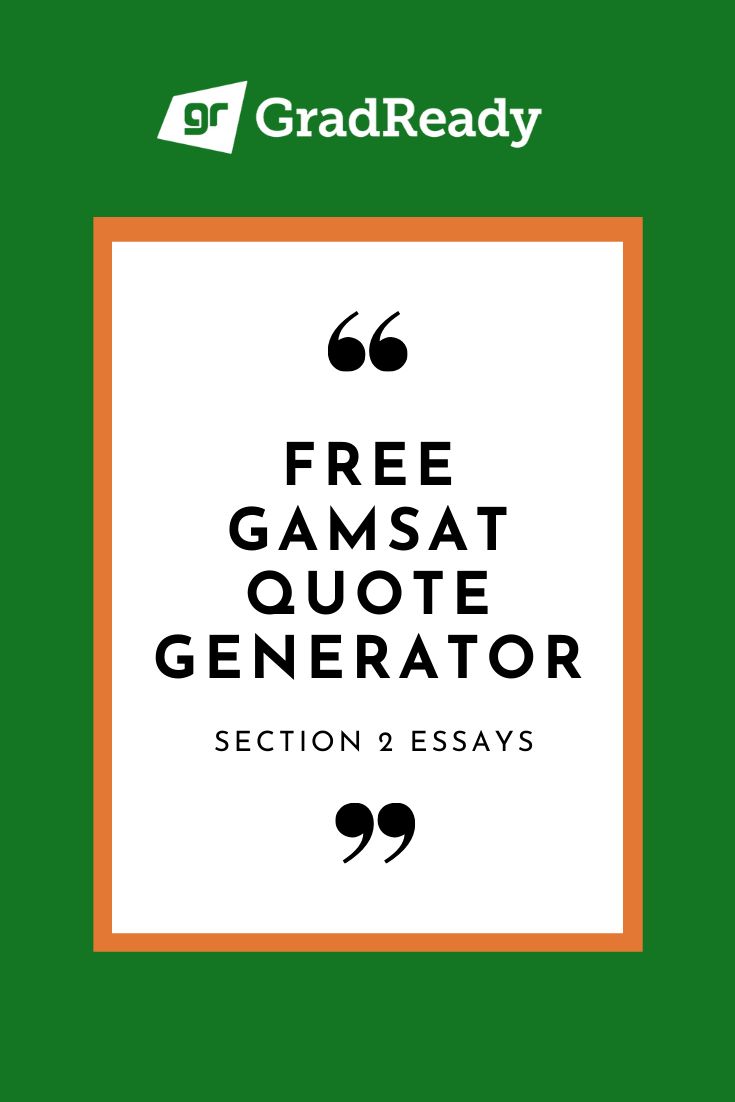 gr GradReady
“
FREE
GAMSAT
QUOTE
GENERATOR
SECTION 2 ESSAYS
”